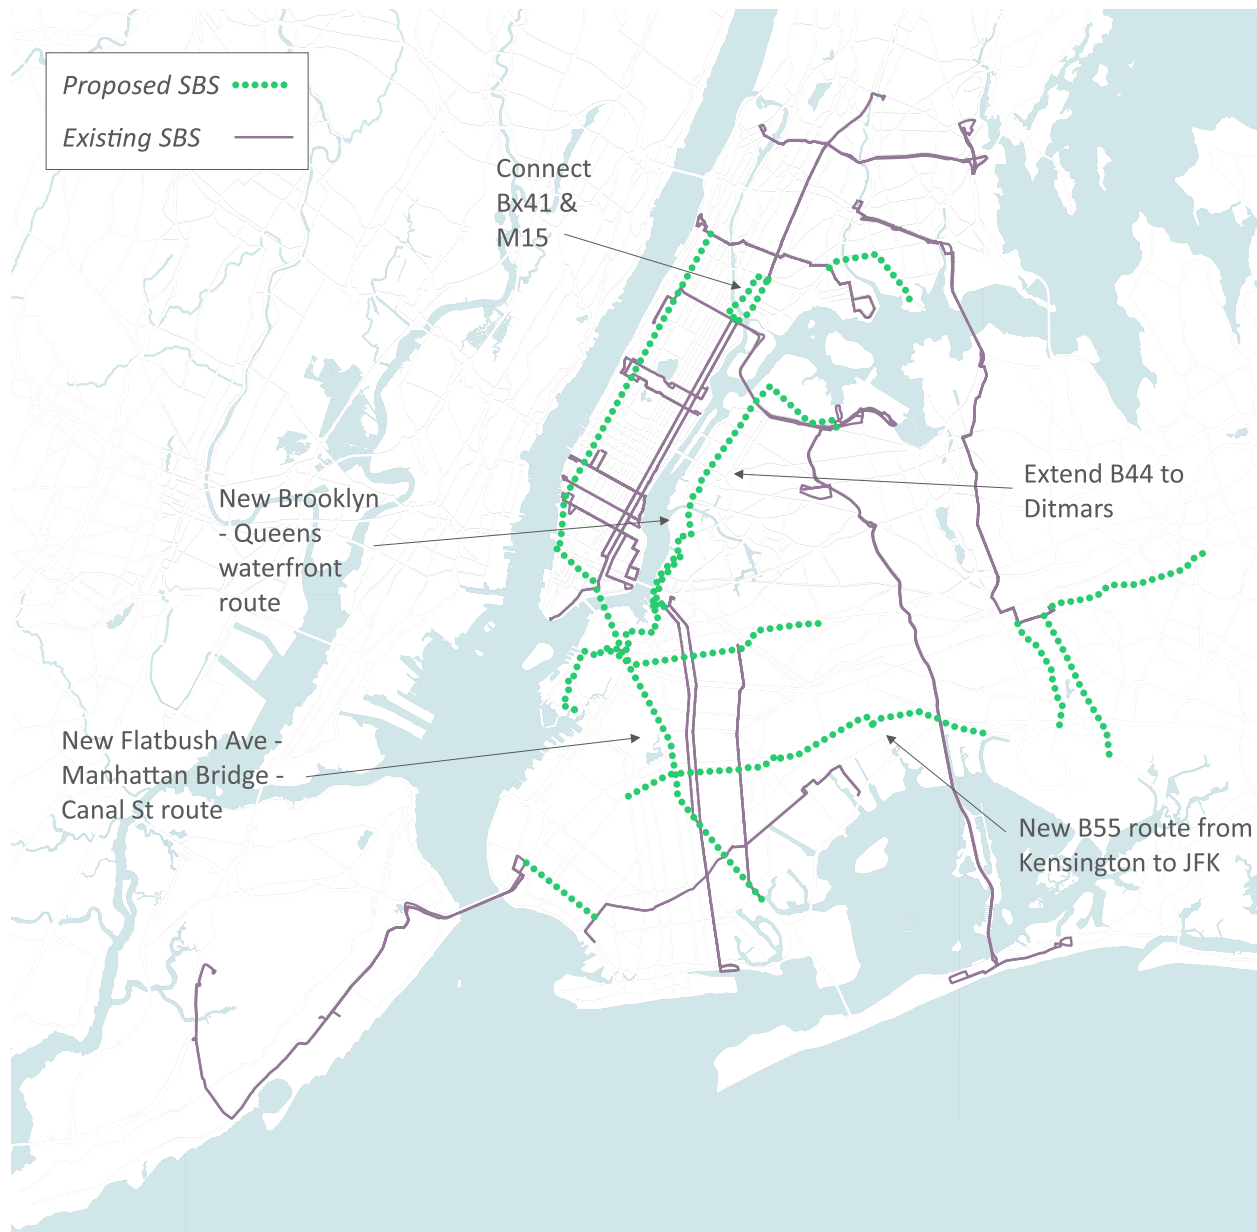 Proposed SBS
Existing SBS
Connect
Bx41 &
M15
Extend B44 to
Ditmars
New Brooklyn
- Queens
waterfront
route
New Flatbush Ave -
Manhattan Bridge -
Canal St route
New B55 route from
Kensington to JFK